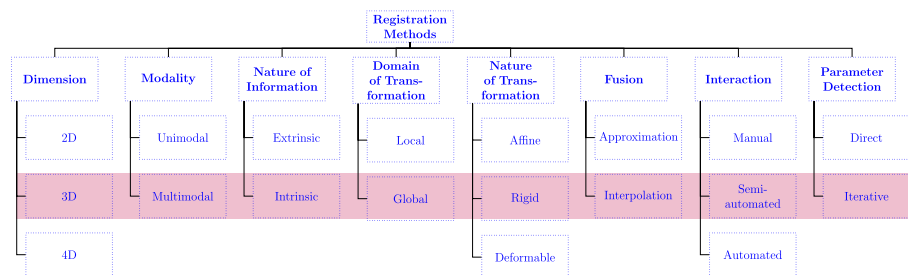 Registration
Methods
Dimension
Modality
Nature of
Information
Domain
of Trans-
formation
Nature
of Trans-
formation
Fusion
Interaction
Parameter
Detection
2D
Unimodal
Extrinsic
Local
Affine
Approximation
Manual
Direct
3D
Multimodal
Intrinsic
Global
Rigid
Interpolation
Semi-
automated
Iterative
4D
Deformable
Automated